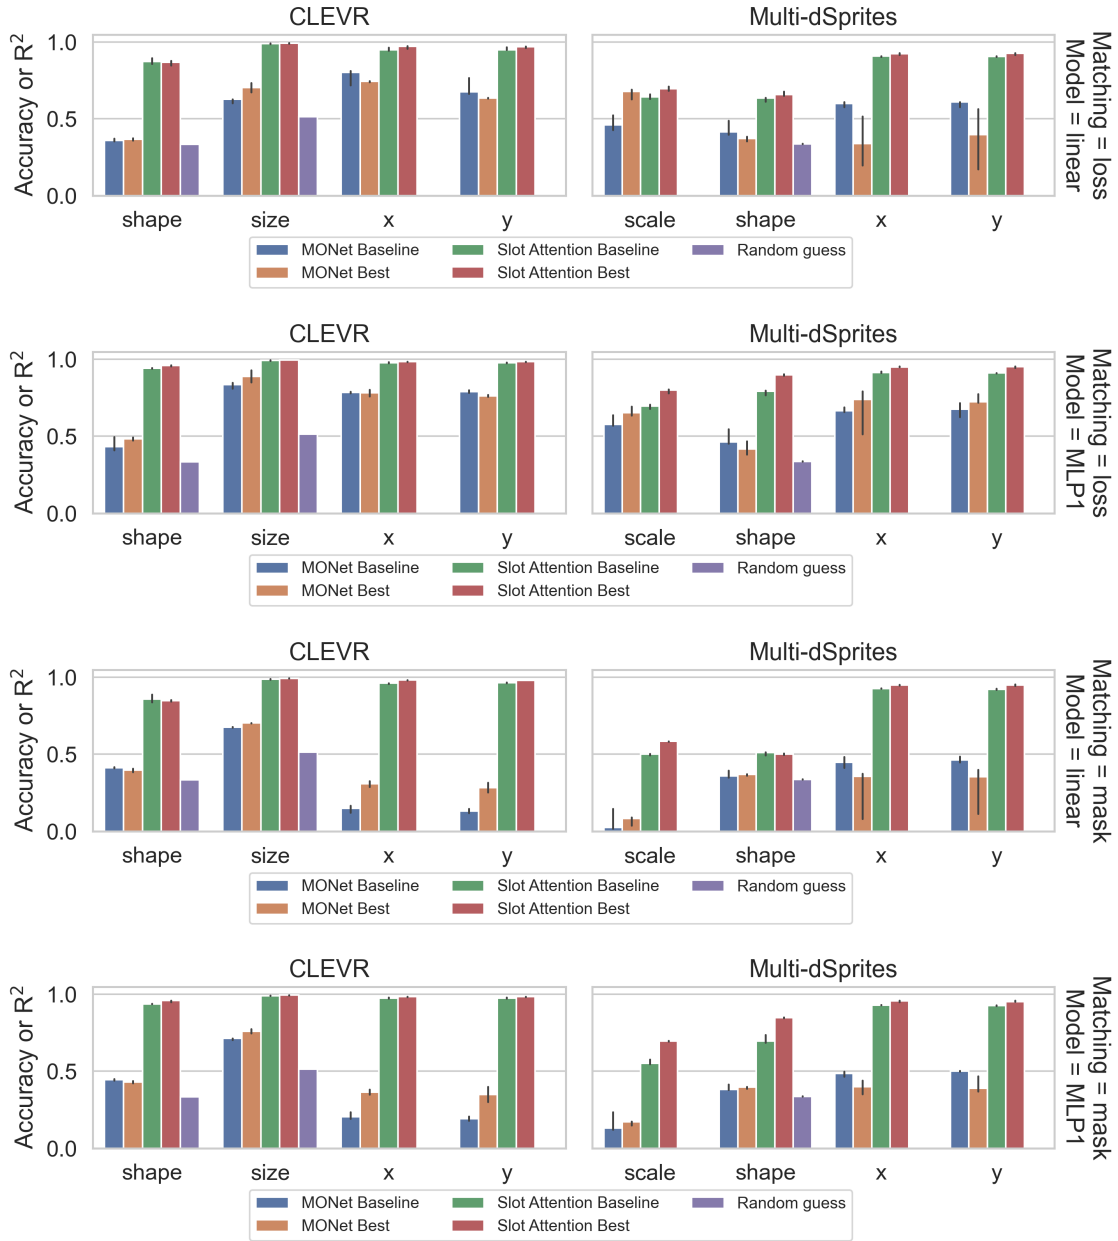 CLEVR
Multi-dSprites
Accuracy or R²
1.0
0.5
0.0
shape
size
x
y
scale
shape
x
y
Matching = loss
Model = linear
MONet Baseline
MONet Best
Slot Attention Baseline
Slot Attention Best
Random guess
CLEVR
Multi-dSprites
Accuracy or R²
1.0
0.5
0.0
shape
size
x
y
scale
shape
x
y
Matching = loss
Model = MLP1
MONet Baseline
MONet Best
Slot Attention Baseline
Slot Attention Best
Random guess
CLEVR
Multi-dSprites
Accuracy or R²
1.0
0.5
0.0
shape
size
x
y
scale
shape
x
y
Matching = mask
Model = linear
MONet Baseline
MONet Best
Slot Attention Baseline
Slot Attention Best
Random guess
CLEVR
Multi-dSprites
Accuracy or R²
1.0
0.5
0.0
shape
size
x
y
scale
shape
x
y
Matching = mask
Model = MLP1
MONet Baseline
MONet Best
Slot Attention Baseline
Slot Attention Best
Random guess